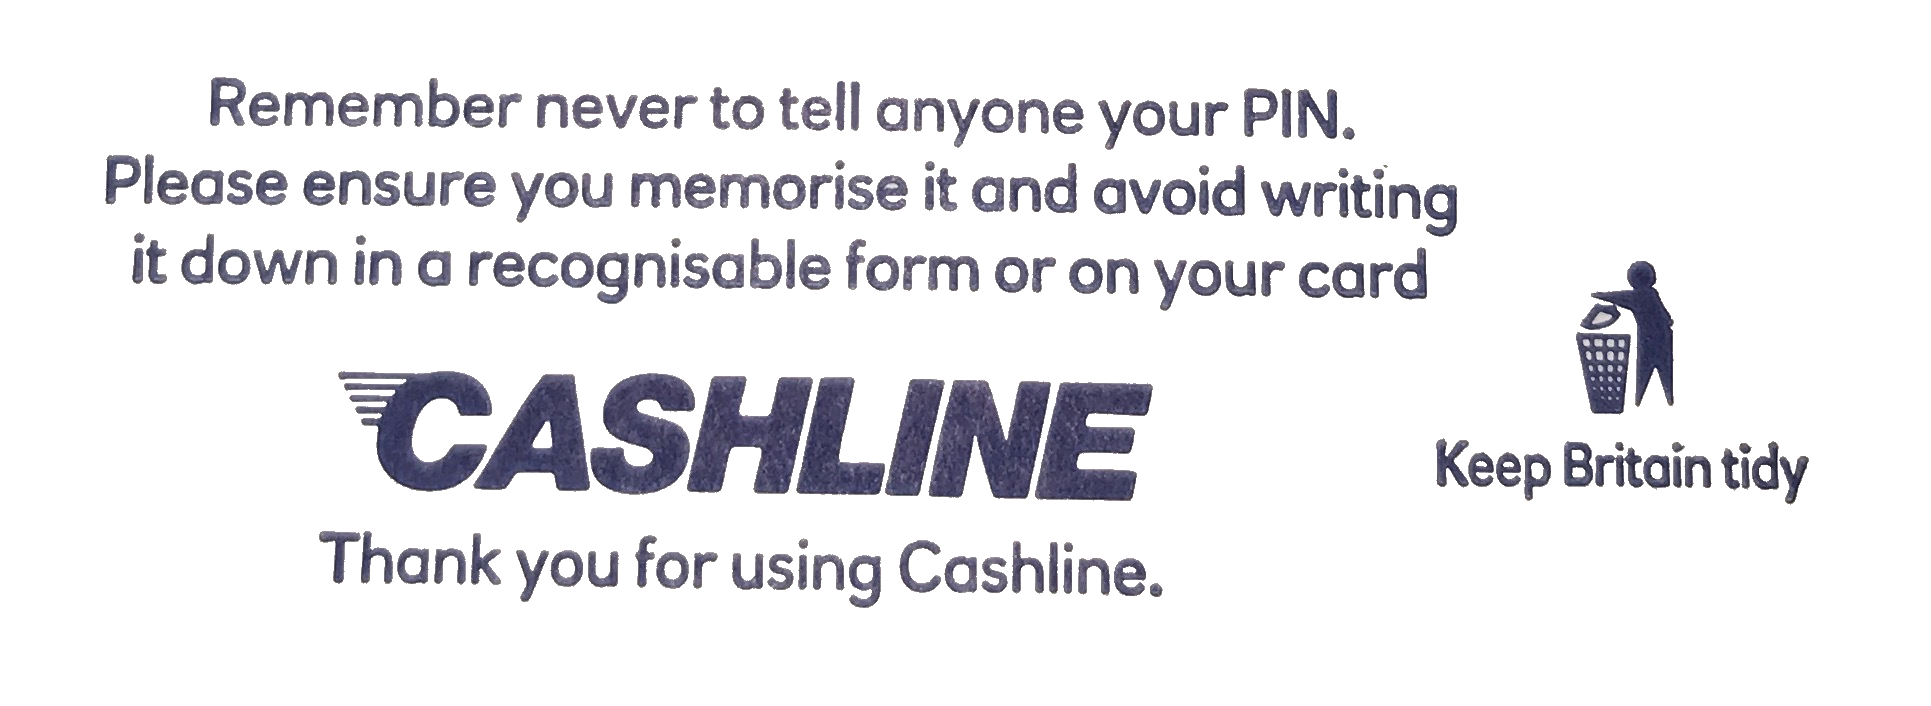 Remember never to tell anyone your PIN.
Please ensure you memorise it and avoid writing
it down in a recognisable form or on your card
CASHLINE
Thank you for using Cashline.
Keep Britain tidy